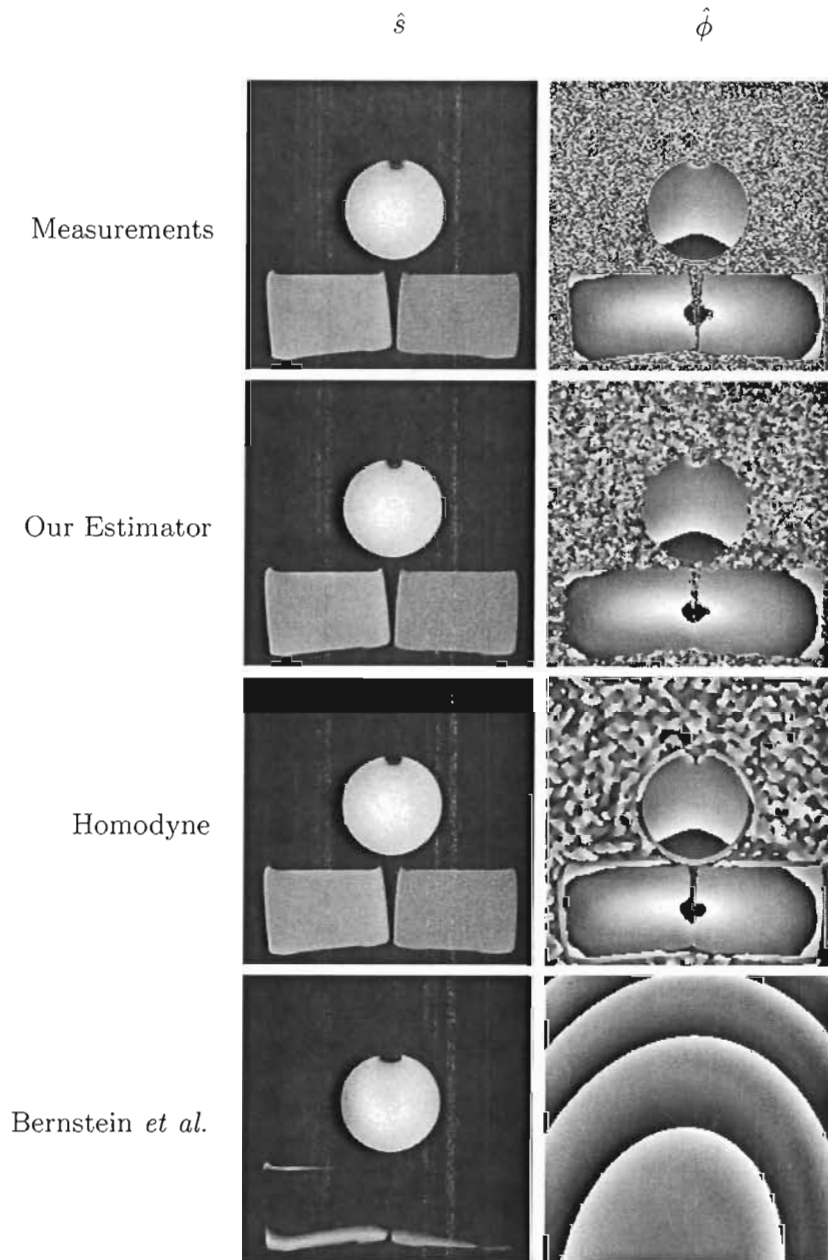 ŝ
ϕ̂
Measurements
Our Estimator
Homodyne
Bernstein et al.